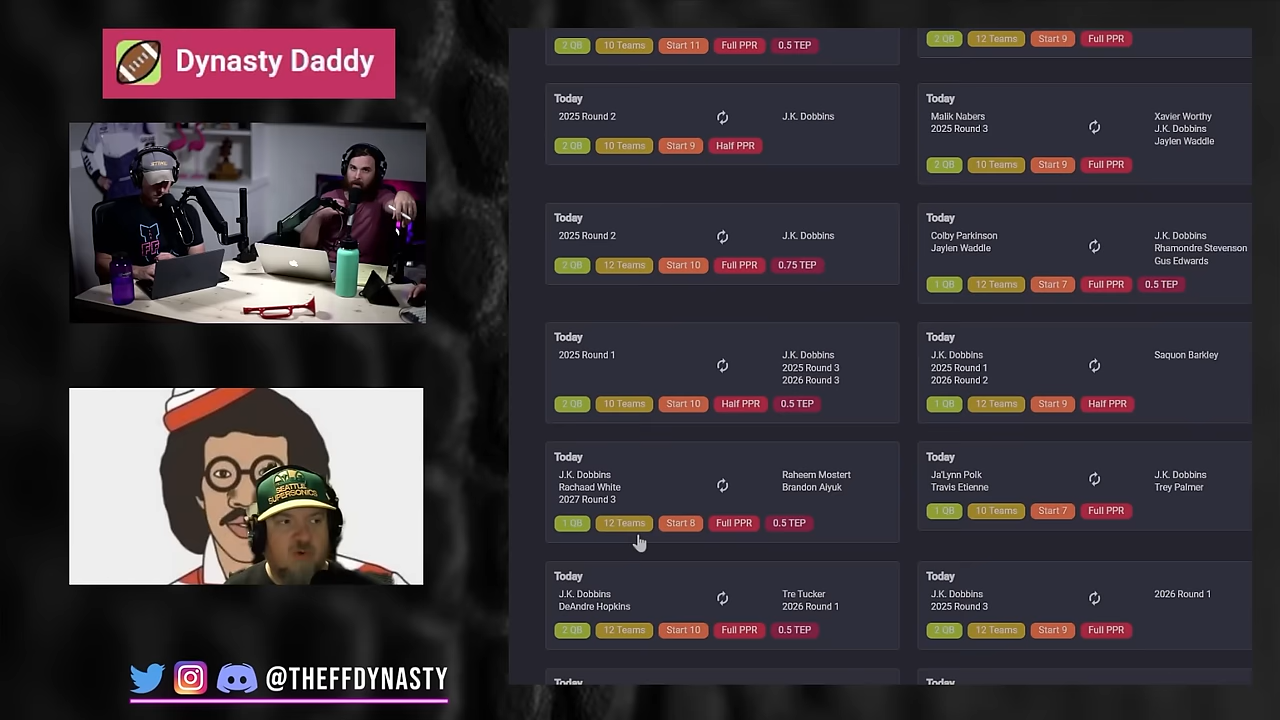 Dynasty Daddy
SEATTLE
SUPERSONICS
@THEFFDYNASTY
2 QB 10 Teams Start 11 Full PPR 0.5 TEP
Today
2025 Round 2 J.K. Dobbins
2 QB 10 Teams Start 9 Half PPR
Today
2025 Round 2 J.K. Dobbins
2 QB 12 Teams Start 10 Full PPR 0.75 TEP
Today
2025 Round 1 J.K. Dobbins
2025 Round 3
2026 Round 3
2 QB 10 Teams Start 10 Half PPR 0.5 TEP
Today
J.K. Dobbins Raheem Mostert
Rachaad White Brandon Aiyuk
2027 Round 3
1 QB 12 Teams Start 8 Full PPR 0.5 TEP
Today
J.K. Dobbins Tre Tucker
DeAndre Hopkins 2026 Round 1
2 QB 12 Teams Start 10 Full PPR 0.5 TEP
Today
2 QB 12 Teams Start 9 Full PPR
Today
Malik Nabers Xavier Worthy
2025 Round 3 J.K. Dobbins
Jaylen Waddle
2 QB 10 Teams Start 9 Full PPR
Today
Colby Parkinson J.K. Dobbins
Jaylen Waddle Rhamondre Stevenson
Gus Edwards
1 QB 12 Teams Start 7 Full PPR 0.5 TEP
Today
J.K. Dobbins Saquon Barkley
2025 Round 1
2026 Round 2
1 QB 12 Teams Start 9 Half PPR
Today
Ja'Lynn Polk J.K. Dobbins
Travis Etienne Trey Palmer
1 QB 10 Teams Start 7 Full PPR
Today
J.K. Dobbins 2026 Round 1
2025 Round 3
2 QB 12 Teams Start 9 Full PPR
Today